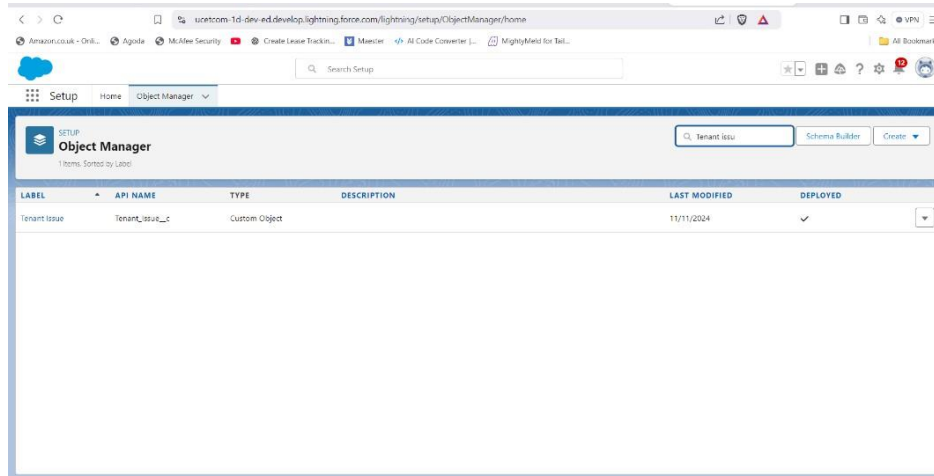 ucetcom-1d-dev-ed.develop.lightning.force.com/lightning/setup/ObjectManager/home
VPN
Amazon.co.uk - Onli... Agoda McAfee Security Create Lease Trackin... Maester AI Code Converter |... MightyMeld for Tail... All Bookmark
Search Setup
12
Setup Home Object Manager
SETUP
Object Manager
1 Items. Sorted by Label
Tenant issu
Schema Builder
Create
LABEL API NAME TYPE DESCRIPTION LAST MODIFIED DEPLOYED
Tenant Issue Tenant_Issue__c Custom Object 11/11/2024